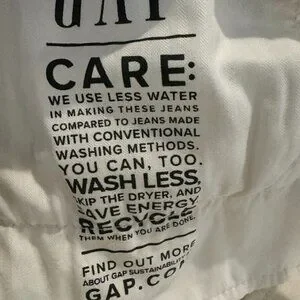 GAP
CARE:
WE USE LESS WATER
IN MAKING THESE JEANS
COMPARED TO JEANS MADE
WITH CONVENTIONAL
WASHING METHODS.
YOU CAN, TOO.
WASH LESS,
SKIP THE DRYER, AND
SAVE ENERGY.
RECYCLE
THEM WHEN YOU ARE DONE.
FIND OUT MORE
ABOUT GAP SUSTAINABILITY
GAP.CO